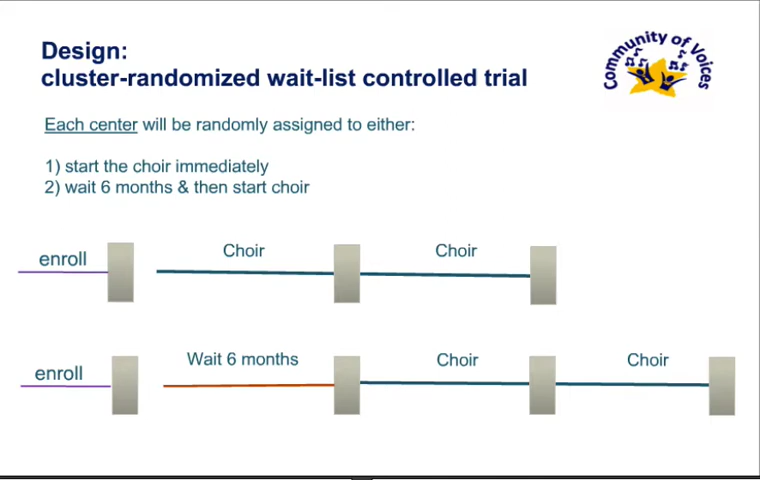 Design:
cluster-randomized wait-list controlled trial
Community of Voices
Each center will be randomly assigned to either:
1) start the choir immediately
2) wait 6 months & then start choir
enroll
Choir
Choir
enroll
Wait 6 months
Choir
Choir